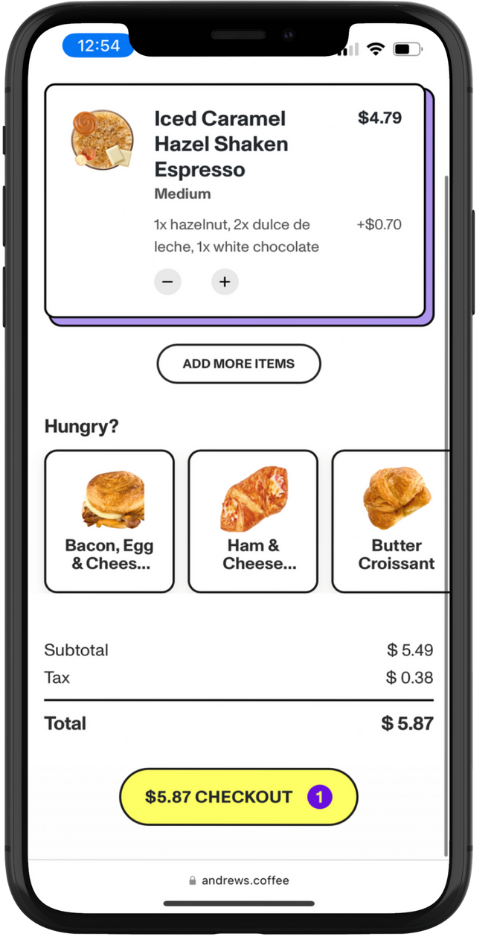 12:54
Iced Caramel $4.79
Hazel Shaken
Espresso
Medium
1x hazelnut, 2x dulce de +$0.70
leche, 1x white chocolate
− +
ADD MORE ITEMS
Hungry?
Bacon, Egg
& Chees...
Ham &
Cheese...
Butter
Croissant
Subtotal $ 5.49
Tax $ 0.38
Total $ 5.87
$5.87 CHECKOUT 1
andrews.coffee